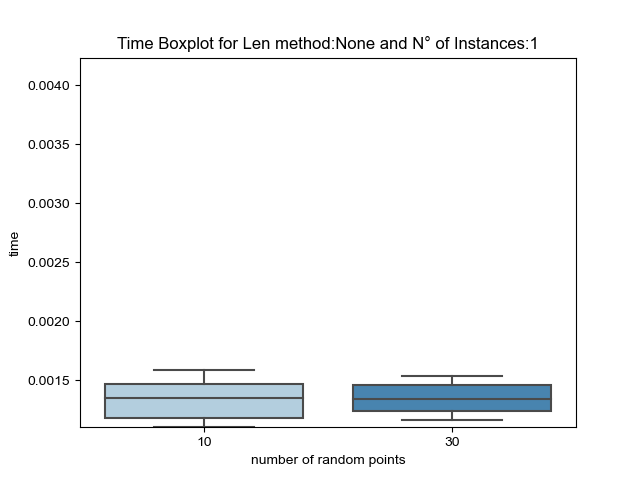 Time Boxplot for Len method:None and N° of Instances:1
0.0040
0.0035
0.0030
0.0025
0.0020
0.0015
time
10 30
number of random points